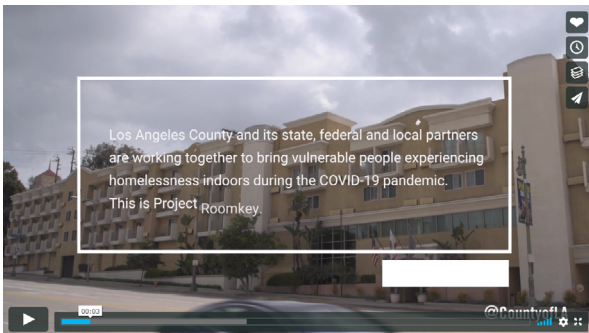 Los Angeles County and its state, federal and local partners
are working together to bring vulnerable people experiencing
homelessness indoors during the COVID-19 pandemic.
This is Project Roomkey.
00:03
@CountyofLA